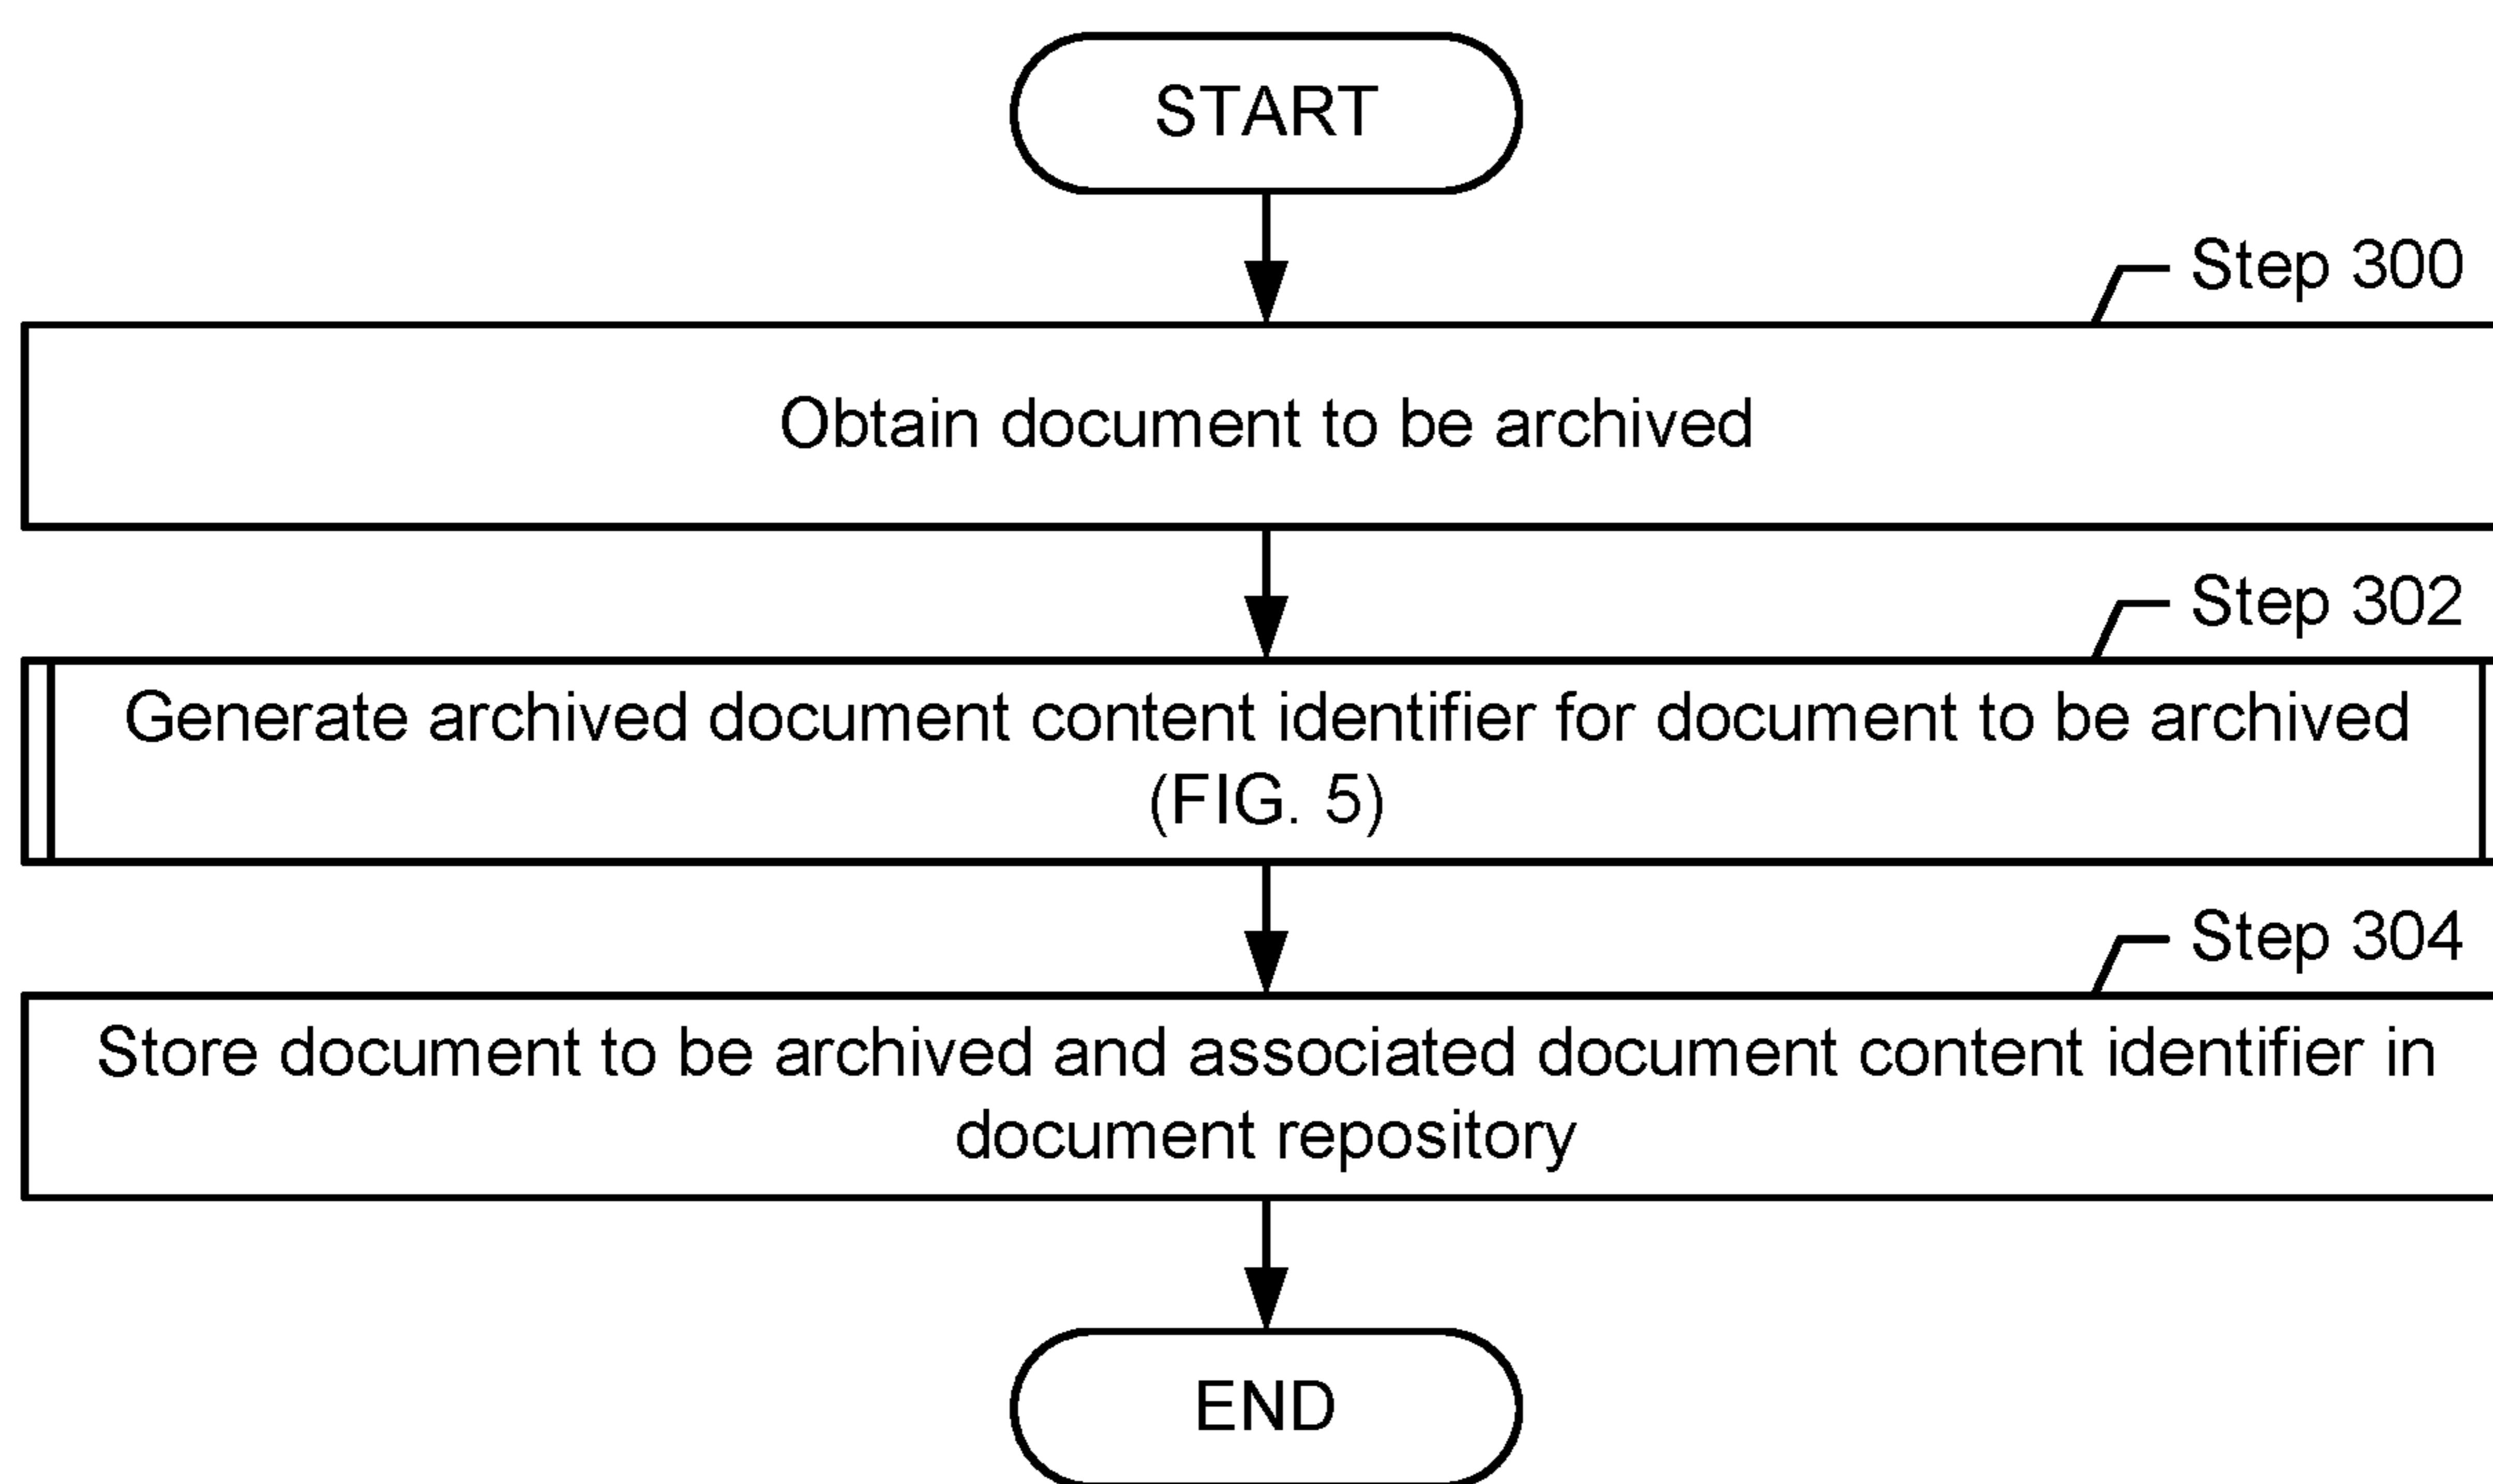 START
Step 300
Obtain document to be archived
Step 302
Generate archived document content identifier for document to be archived
(FIG. 5)
Step 304
Store document to be archived and associated document content identifier in
document repository
END